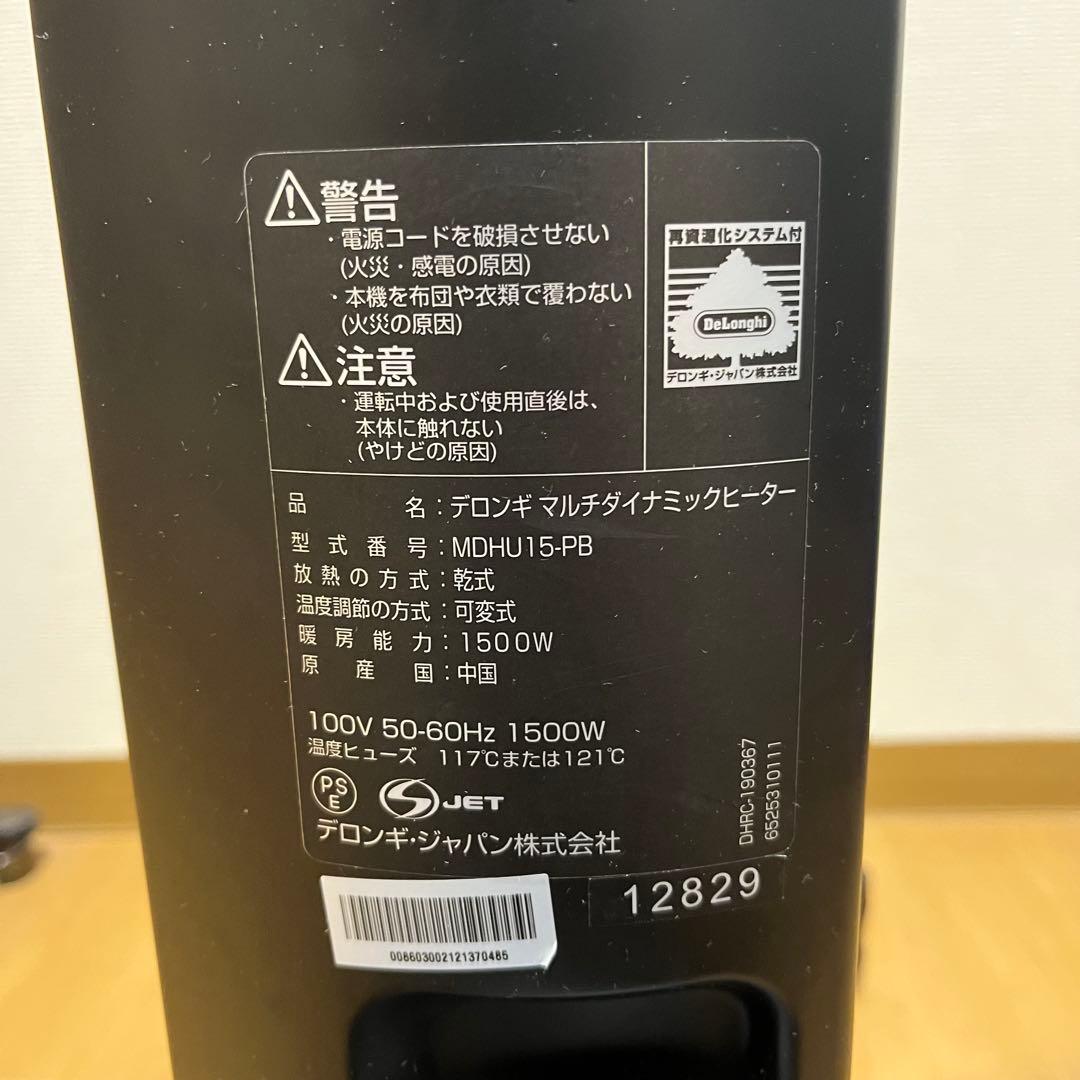 警告
・電源コードを破損させない
(火災・感電の原因)
・本機を布団や衣類で覆わない
(火災の原因)
注意
・運転中および使用直後は、
本体に触れない
(やけどの原因)
再資源化システム付
DeLonghi
デロンギ・ジャパン株式会社
品名：デロンギ マルチダイナミックヒーター
型式番号：MDHU15-PB
放熱の方式：乾式
温度調節の方式：可変式
暖房能力：1500W
原産国：中国
100V 50-60Hz 1500W
温度ヒューズ 117℃または121℃
PS
E
JET
デロンギ・ジャパン株式会社
DHRC-190367
6525310111
12829
008603002121370485